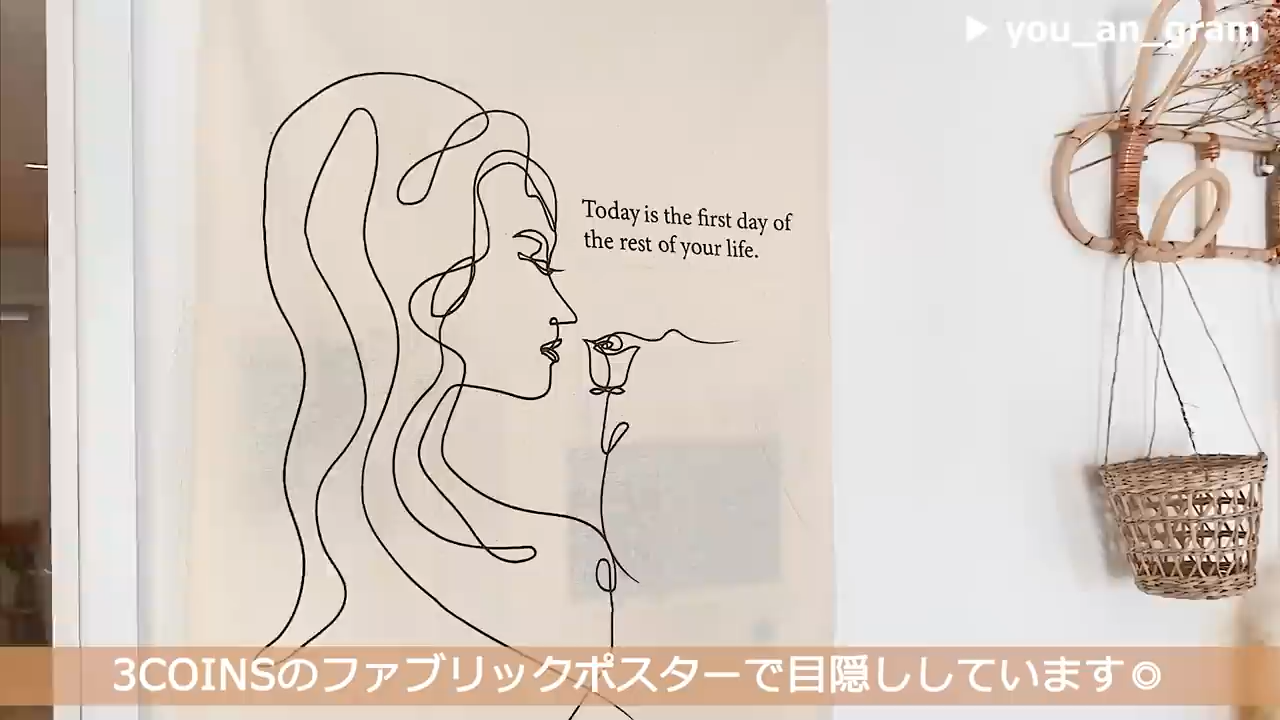 ▶ you_an_gram
Today is the first day of
the rest of your life.
3COINSのファブリックポスターで目隠ししています◎